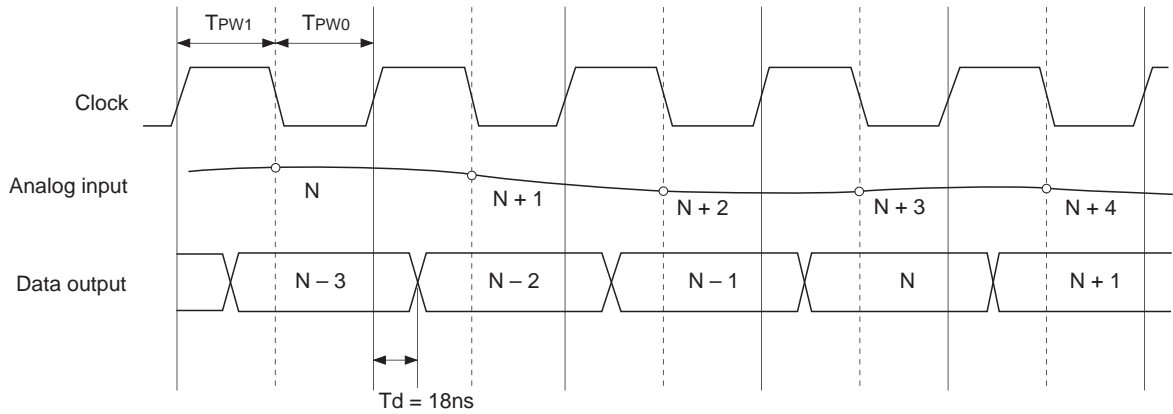 TPW1 TPW0
Clock
Analog input
N N + 1 N + 2 N + 3 N + 4
Data output N – 3 N – 2 N – 1 N N + 1
Td = 18ns